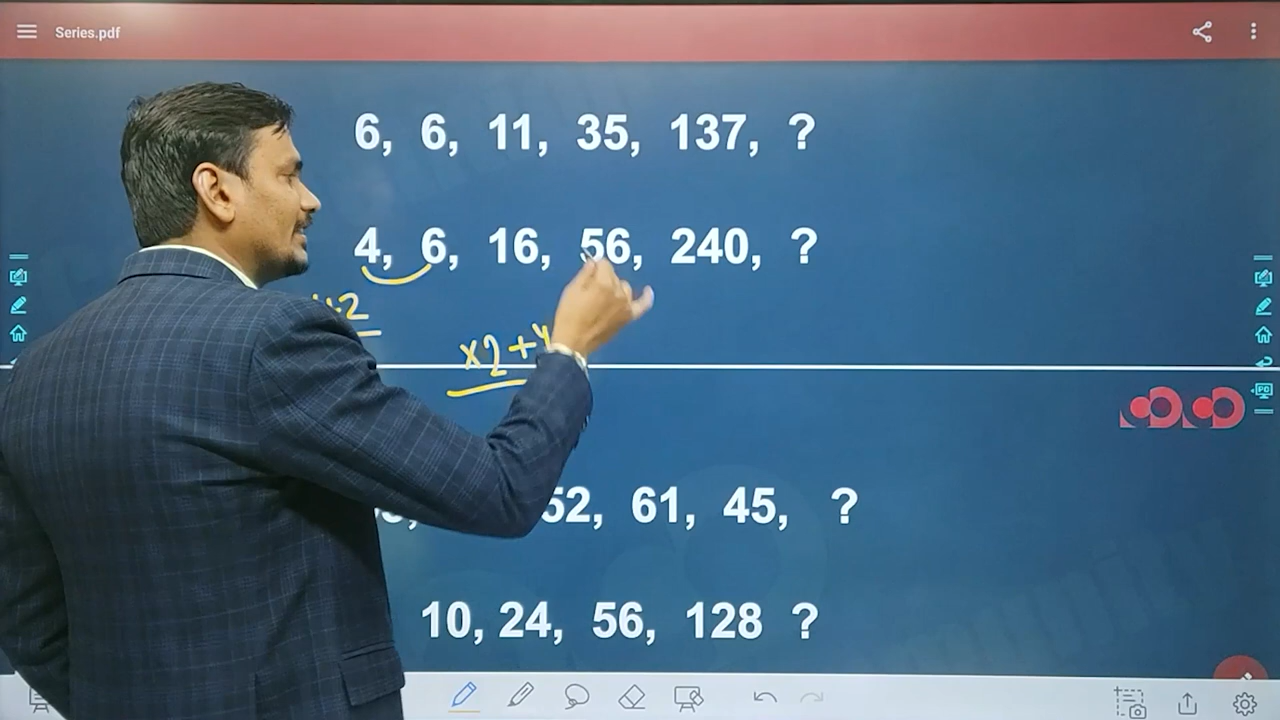 Series.pdf
6, 6, 11, 35, 137, ?
4, 6, 16, 56, 240, ?
×2 +4
52, 61, 45, ?
10, 24, 56, 128 ?